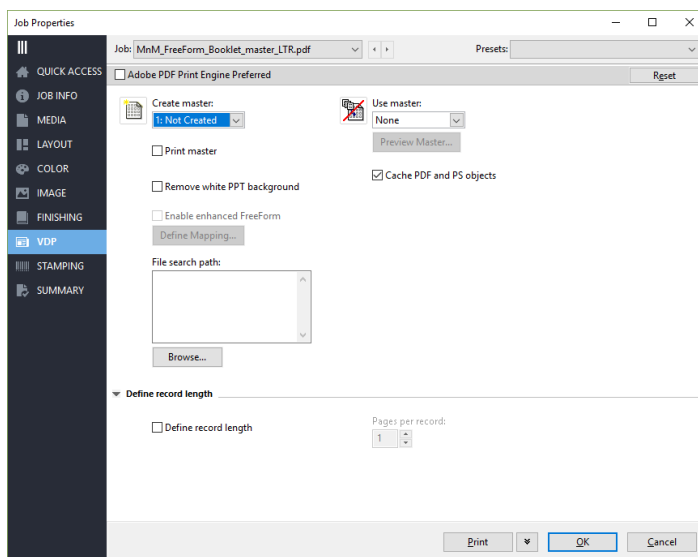 Job Properties
Job: MnM_FreeForm_Booklet_master_LTR.pdf
Presets:
QUICK ACCESS
JOB INFO
MEDIA
LAYOUT
COLOR
IMAGE
FINISHING
VDP
STAMPING
SUMMARY
Adobe PDF Print Engine Preferred
Reset
Create master:
1: Not Created
Print master
Remove white PPT background
Enable enhanced FreeForm
Define Mapping...
File search path:
Browse...
Use master:
None
Preview Master...
Cache PDF and PS objects
Define record length
Define record length
Pages per record:
1
Print
OK
Cancel